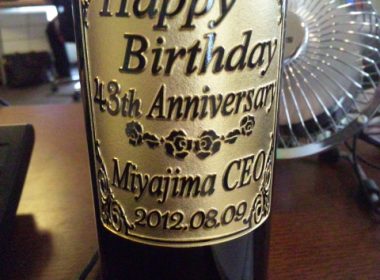 Happy
Birthday
43th Anniversary
Miyajima CEO
2012.08.09